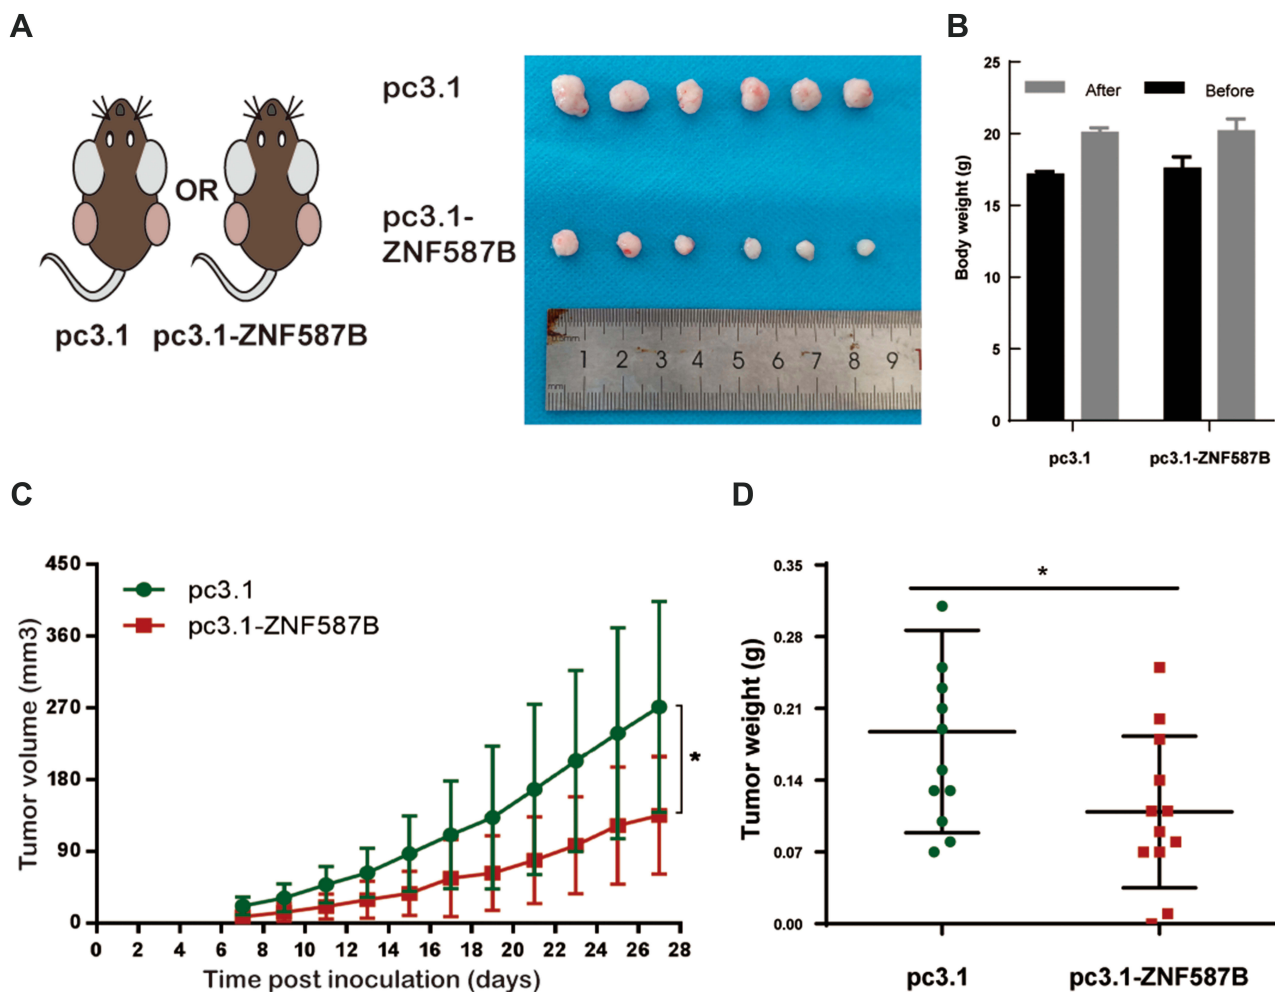 A
pc3.1
OR
pc3.1 pc3.1-ZNF587B
pc3.1-
ZNF587B
0.5mm
1 2 3 4 5 6 7 8 9 1
mm
B
After Before
Body weight (g)
25
20
15
10
5
0
pc3.1 pc3.1-ZNF587B
C
Tumor volume (mm3)
450
360
270
180
90
0
pc3.1
pc3.1-ZNF587B
*
0 2 4 6 8 10 12 14 16 18 20 22 24 26 28
Time post inoculation (days)
D
Tumor weight (g)
0.35
0.28
0.21
0.14
0.07
0.00
*
pc3.1 pc3.1-ZNF587B